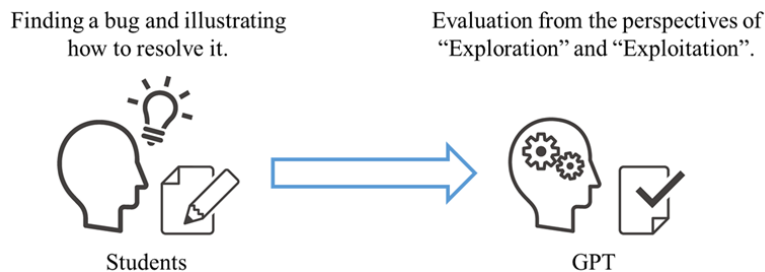 Finding a bug and illustrating
how to resolve it.
Evaluation from the perspectives of
“Exploration” and “Exploitation”.
Students
GPT